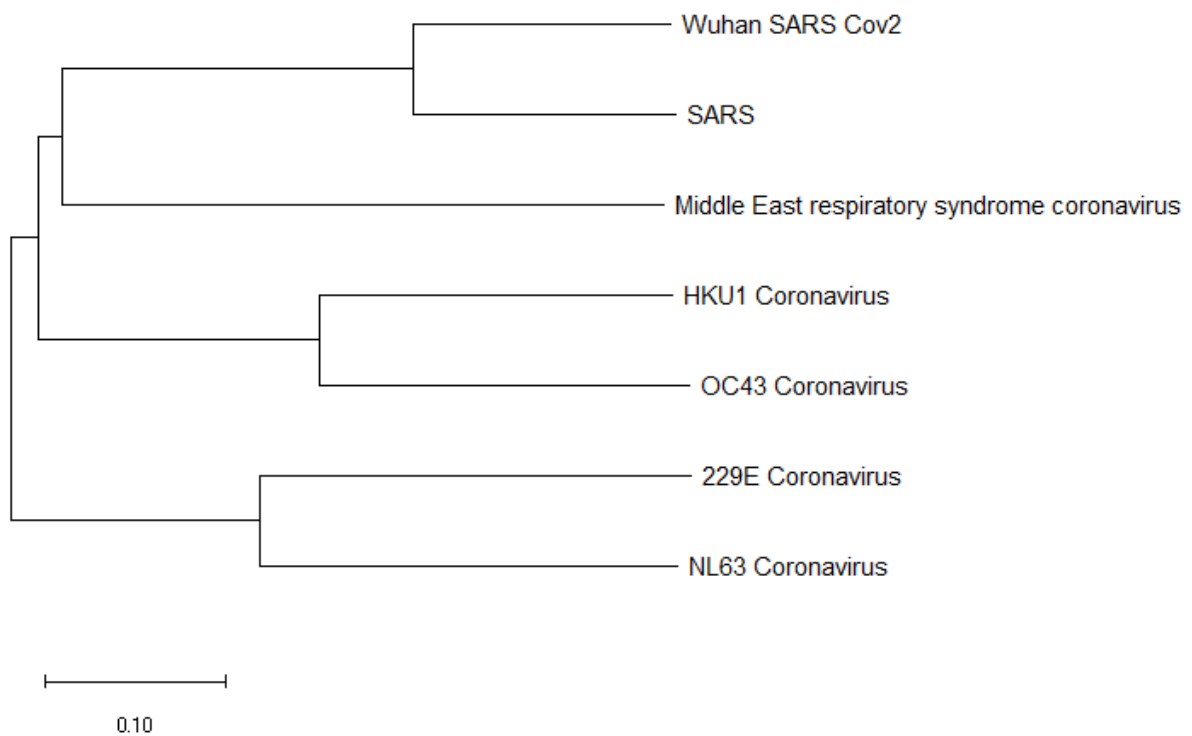 Wuhan SARS Cov2
SARS
Middle East respiratory syndrome coronavirus
HKU1 Coronavirus
OC43 Coronavirus
229E Coronavirus
NL63 Coronavirus
0.10